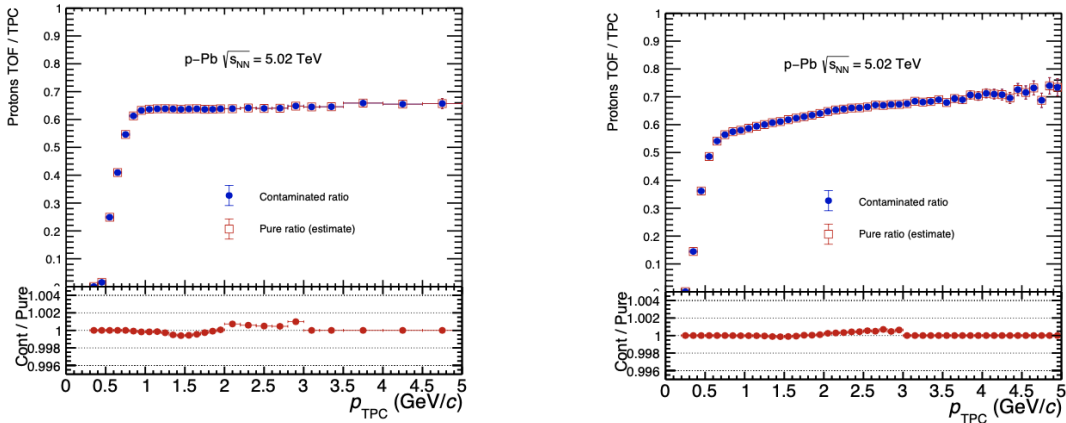 Protons TOF / TPC
1
0.9
0.8
0.7
0.6
0.5
0.4
0.3
0.2
0.1
0
p-Pb √sNN = 5.02 TeV
Contaminated ratio
Pure ratio (estimate)
Cont / Pure
1.004
1.002
1
0.998
0.996
0 0.5 1 1.5 2 2.5 3 3.5 4 4.5 5
pTPC (GeV/c)
Protons TOF / TPC
1
0.9
0.8
0.7
0.6
0.5
0.4
0.3
0.2
0.1
0
p-Pb √sNN = 5.02 TeV
Contaminated ratio
Pure ratio (estimate)
Cont / Pure
1.004
1.002
1
0.998
0.996
0 0.5 1 1.5 2 2.5 3 3.5 4 4.5 5
pTPC (GeV/c)